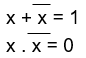 x + x̅ = 1
x . x̅ = 0